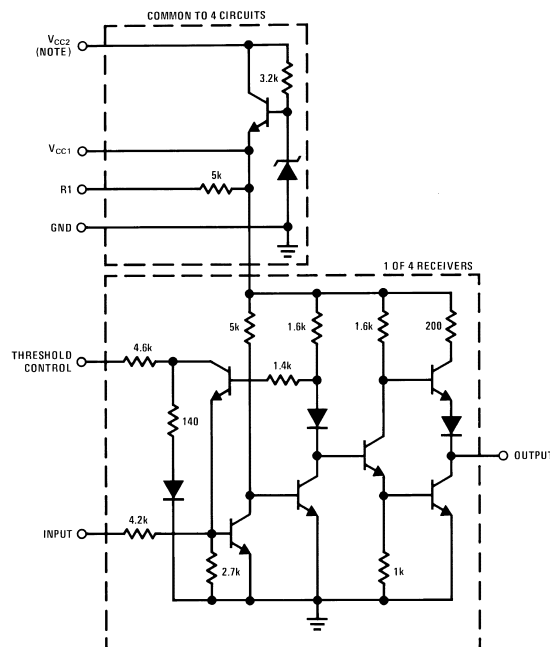 COMMON TO 4 CIRCUITS
VCC2
(NOTE)
3.2k
VCC1
5k
R1
GND
1 OF 4 RECEIVERS
5k
1.6k
1.6k
200
4.6k
THRESHOLD
CONTROL
1.4k
140
OUTPUT
4.2k
INPUT
2.7k
1k